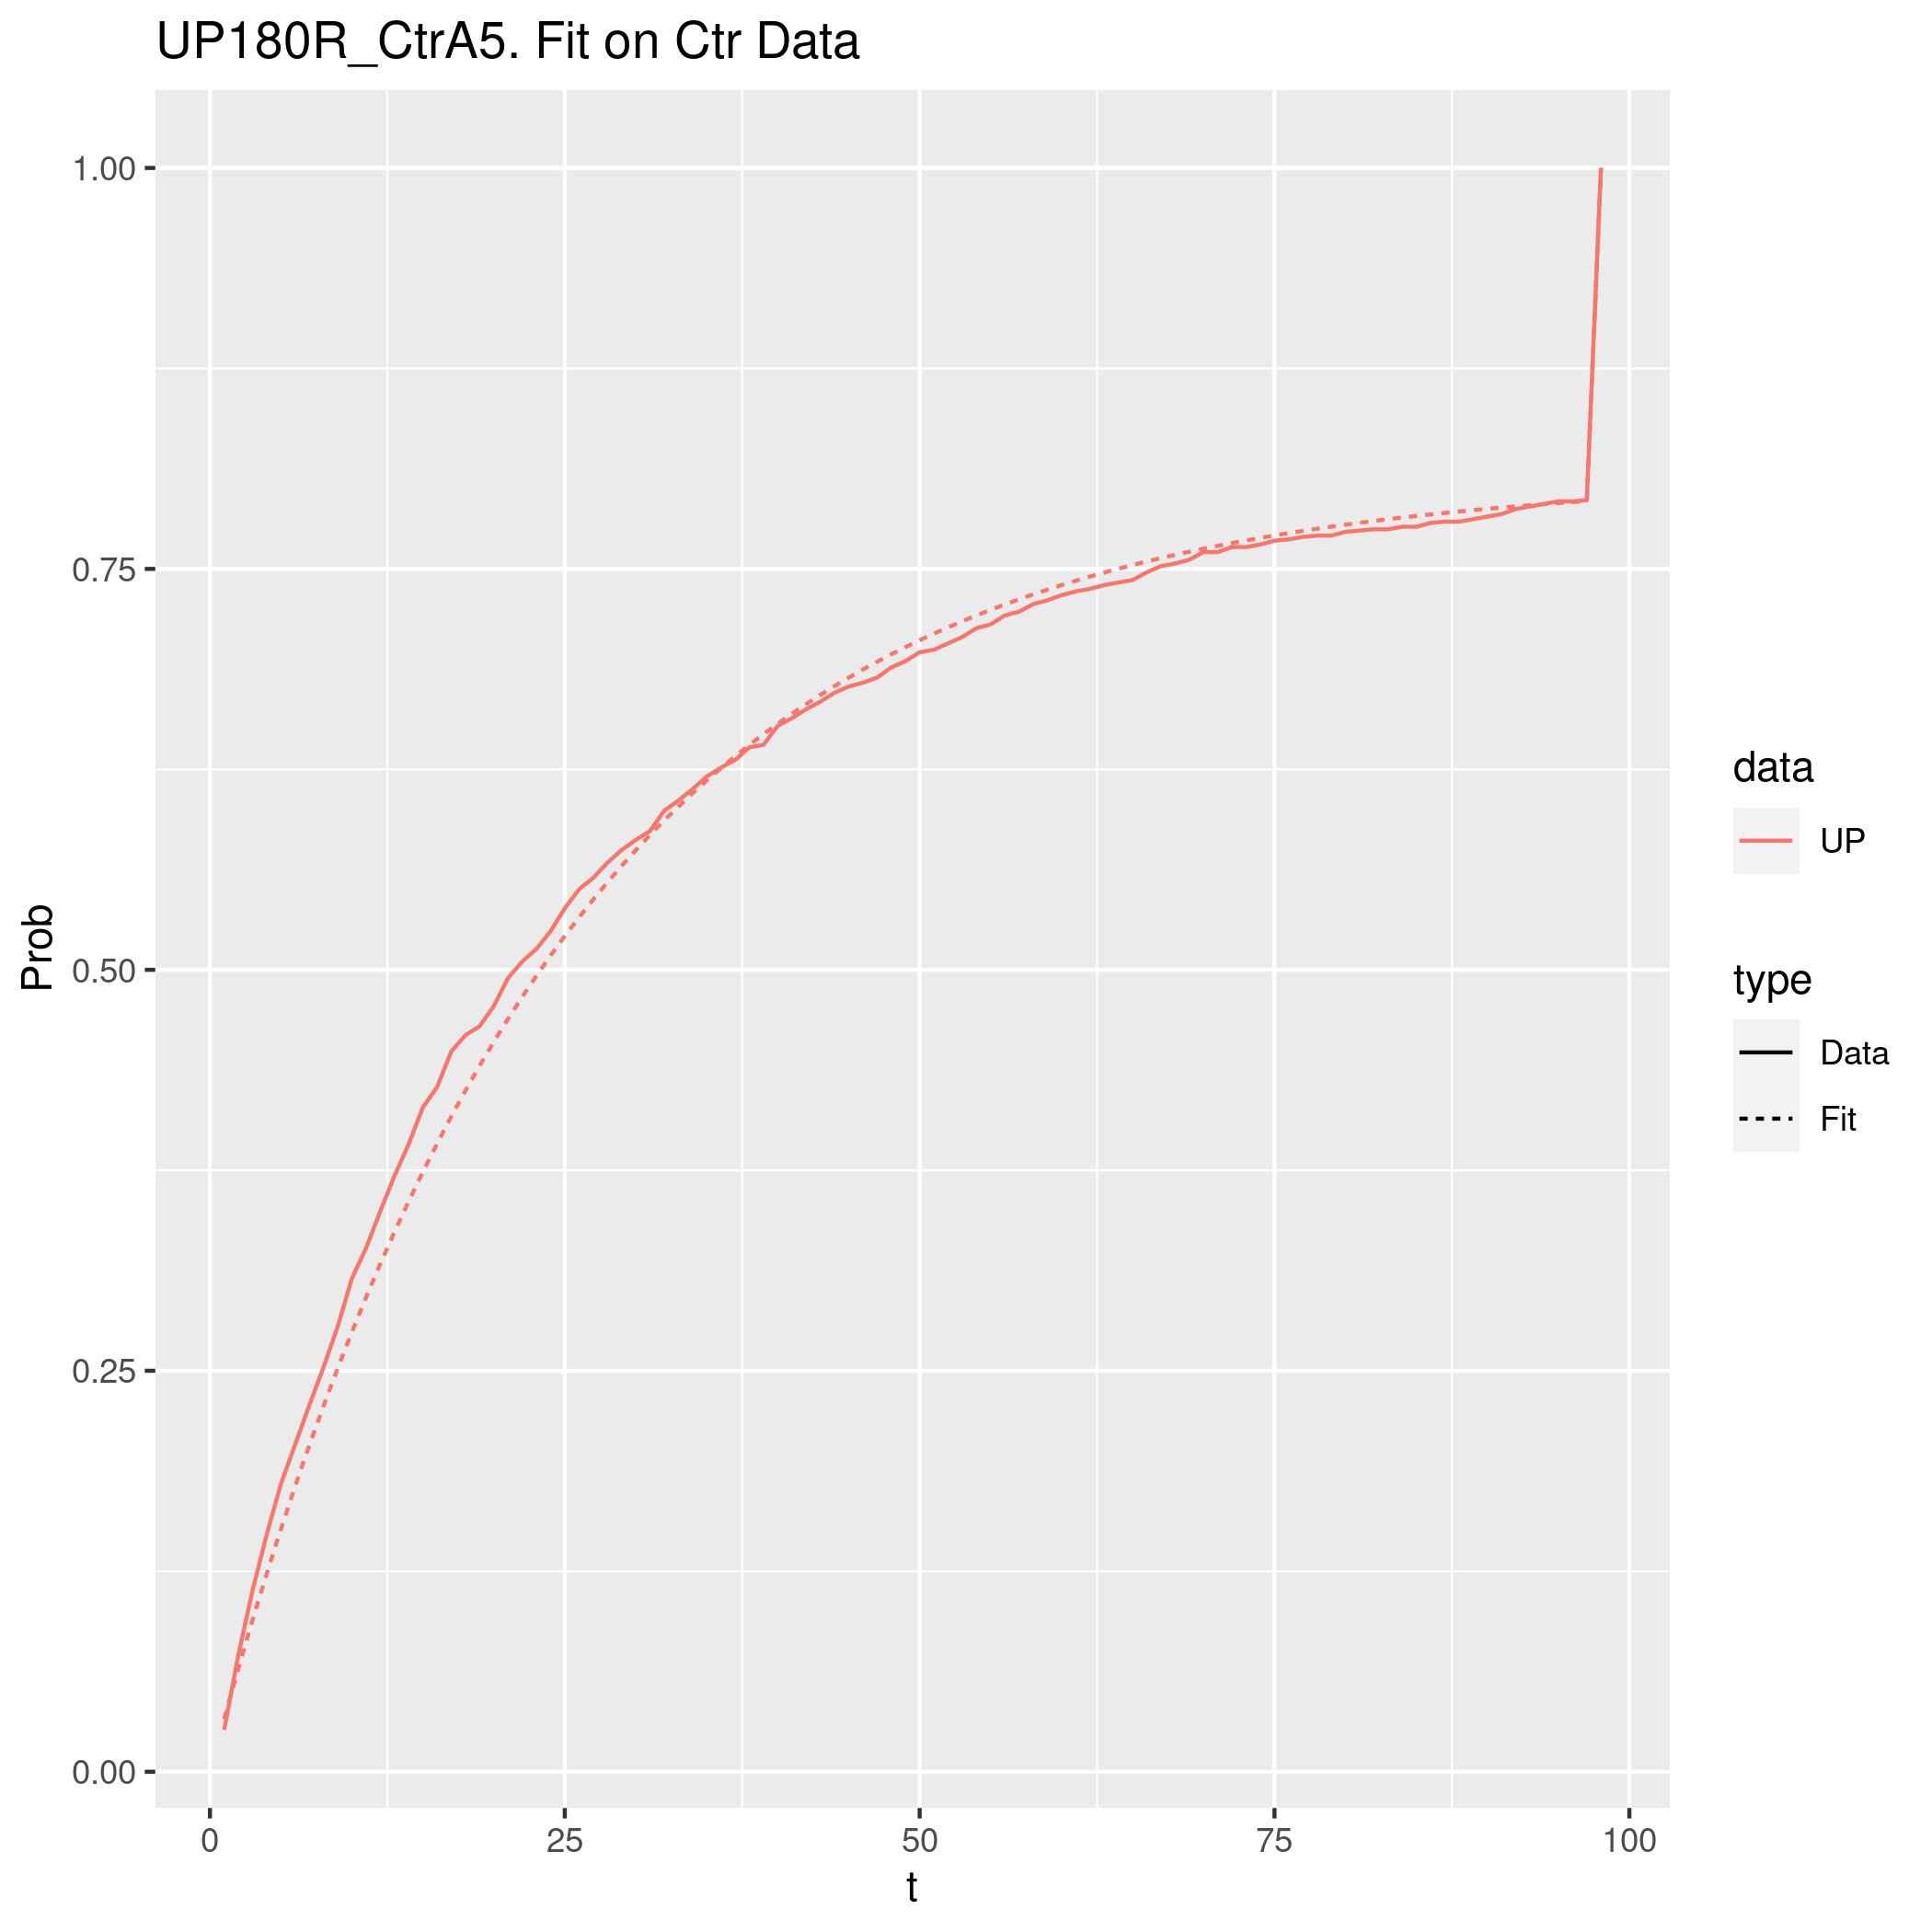 UP180R_CtrA5. Fit on Ctr Data
1.00
0.75
0.50
0.25
0.00
Prob
0 25 50 75 100
t
data
UP
type
Data
Fit